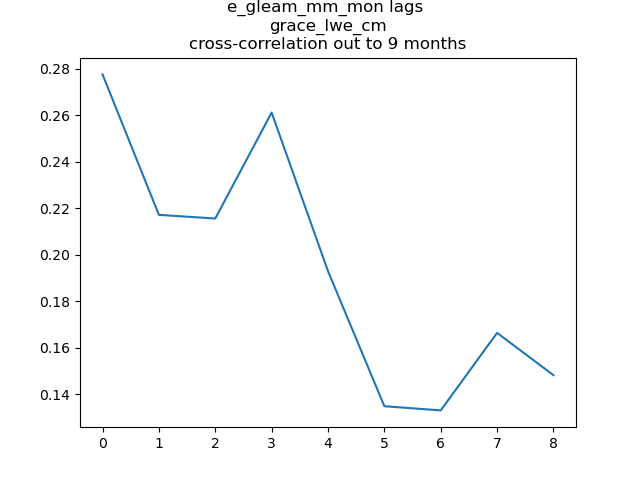 e_gleam_mm_mon lags
grace_lwe_cm
cross-correlation out to 9 months
0.28
0.26
0.24
0.22
0.20
0.18
0.16
0.14
0 1 2 3 4 5 6 7 8